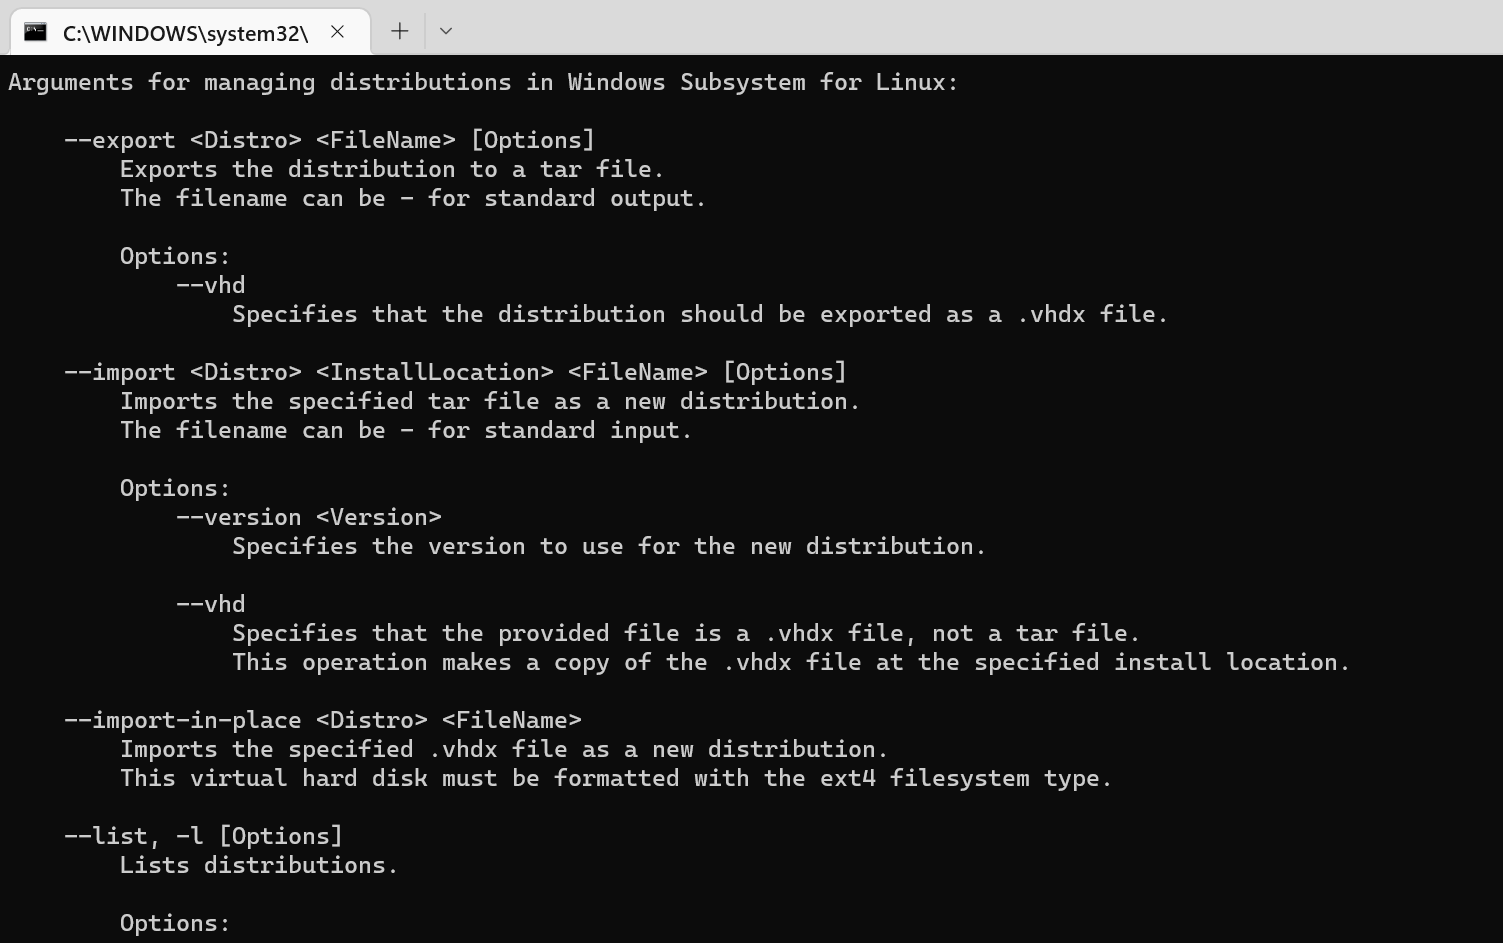 C:\WINDOWS\system32\
Arguments for managing distributions in Windows Subsystem for Linux:
--export <Distro> <FileName> [Options]
Exports the distribution to a tar file.
The filename can be - for standard output.
Options:
--vhd
Specifies that the distribution should be exported as a .vhdx file.
--import <Distro> <InstallLocation> <FileName> [Options]
Imports the specified tar file as a new distribution.
The filename can be - for standard input.
Options:
--version <Version>
Specifies the version to use for the new distribution.
--vhd
Specifies that the provided file is a .vhdx file, not a tar file.
This operation makes a copy of the .vhdx file at the specified install location.
--import-in-place <Distro> <FileName>
Imports the specified .vhdx file as a new distribution.
This virtual hard disk must be formatted with the ext4 filesystem type.
--list, -l [Options]
Lists distributions.
Options: